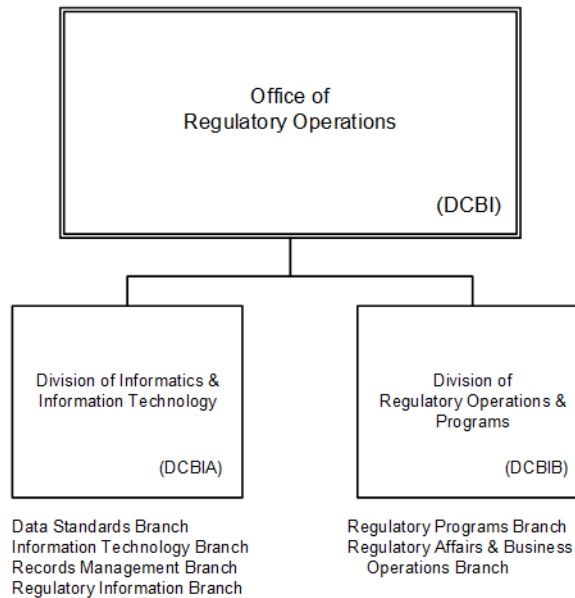 Office of
Regulatory Operations
(DCBI)
Division of Informatics &
Information Technology
(DCBIA)
Division of
Regulatory Operations &
Programs
(DCBIB)
Data Standards Branch
Information Technology Branch
Records Management Branch
Regulatory Information Branch
Regulatory Programs Branch
Regulatory Affairs & Business
Operations Branch